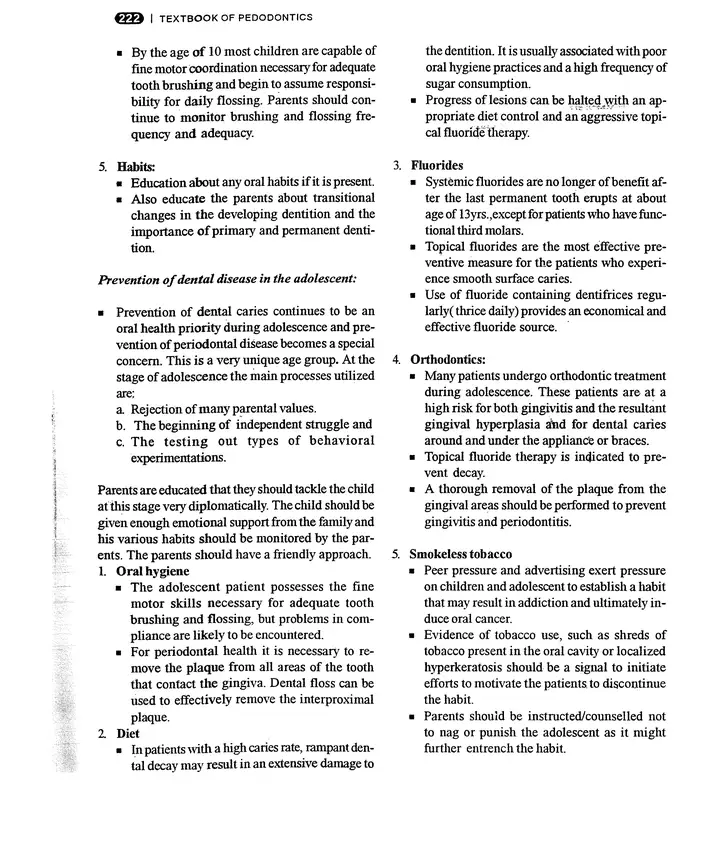 222 | TEXTBOOK OF PEDODONTICS
▪ By the age of 10 most children are capable of
fine motor coordination necessary for adequate
tooth brushing and begin to assume responsi-
bility for daily flossing. Parents should con-
tinue to monitor brushing and flossing fre-
quency and adequacy.
5. Habits:
▪ Education about any oral habits if it is present.
▪ Also educate the parents about transitional
changes in the developing dentition and the
importance of primary and permanent denti-
tion.
Prevention of dental disease in the adolescent:
▪ Prevention of dental caries continues to be an
oral health priority during adolescence and pre-
vention of periodontal disease becomes a special
concern. This is a very unique age group. At the
stage of adolescence the main processes utilized
are:
a. Rejection of many parental values.
b. The beginning of independent struggle and
c. The testing out types of behavioral
experimentations.
Parents are educated that they should tackle the child
at this stage very diplomatically. The child should be
given enough emotional support from the family and
his various habits should be monitored by the par-
ents. The parents should have a friendly approach.
1. Oral hygiene
▪ The adolescent patient possesses the fine
motor skills necessary for adequate tooth
brushing and flossing, but problems in com-
pliance are likely to be encountered.
▪ For periodontal health it is necessary to re-
move the plaque from all areas of the tooth
that contact the gingiva. Dental floss can be
used to effectively remove the interproximal
plaque.
2. Diet
▪ In patients with a high caries rate, rampant den-
tal decay may result in an extensive damage to
the dentition. It is usually associated with poor
oral hygiene practices and a high frequency of
sugar consumption.
▪ Progress of lesions can be halted with an ap-
propriate diet control and an aggressive topi-
cal fluoride therapy.
3. Fluorides
▪ Systemic fluorides are no longer of benefit af-
ter the last permanent tooth erupts at about
age of 13yrs.,except for patients who have func-
tional third molars.
▪ Topical fluorides are the most effective pre-
ventive measure for the patients who experi-
ence smooth surface caries.
▪ Use of fluoride containing dentifrices regu-
larly( thrice daily) provides an economical and
effective fluoride source.
4. Orthodontics:
▪ Many patients undergo orthodontic treatment
during adolescence. These patients are at a
high risk for both gingivitis and the resultant
gingival hyperplasia and for dental caries
around and under the appliance or braces.
▪ Topical fluoride therapy is indicated to pre-
vent decay.
▪ A thorough removal of the plaque from the
gingival areas should be performed to prevent
gingivitis and periodontitis.
5. Smokeless tobacco
▪ Peer pressure and advertising exert pressure
on children and adolescent to establish a habit
that may result in addiction and ultimately in-
duce oral cancer.
▪ Evidence of tobacco use, such as shreds of
tobacco present in the oral cavity or localized
hyperkeratosis should be a signal to initiate
efforts to motivate the patients to discontinue
the habit.
▪ Parents should be instructed/counselled not
to nag or punish the adolescent as it might
further entrench the habit.